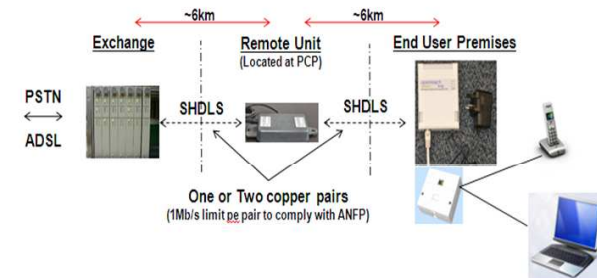 ~6km ~6km
Exchange Remote Unit End User Premises
(Located at PCP)
PSTN
SHDLS SHDLS
ADSL
One or Two copper pairs
(1Mb/s limit pe pair to comply with ANFP)